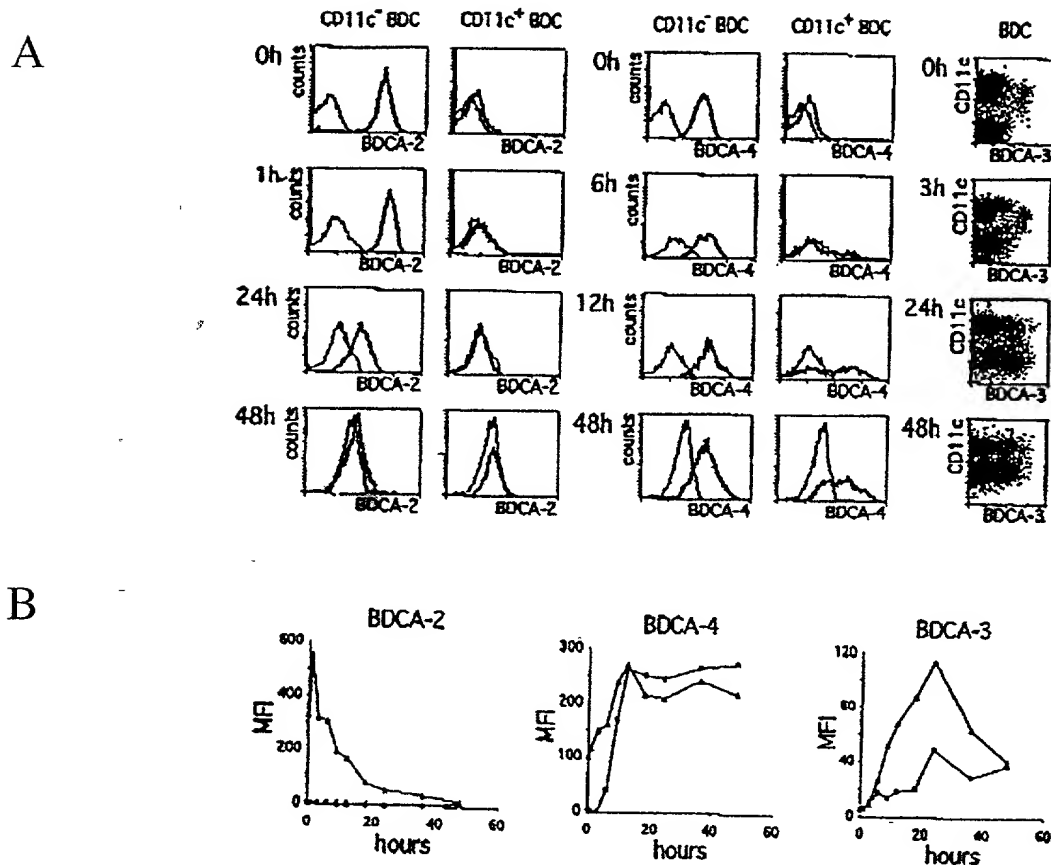 A
CD11c⁻ BDC CD11c⁺ BDC CD11c⁻ BDC CD11c⁺ BDC BDC
0h counts BDCA-2 BDCA-2 0h counts BDCA-4 BDCA-4 0h CD11c BDCA-3
1h counts BDCA-2 BDCA-2 6h counts BDCA-4 BDCA-4 3h CD11c BDCA-3
24h counts BDCA-2 BDCA-2 12h counts BDCA-4 BDCA-4 24h CD11c BDCA-3
48h counts BDCA-2 BDCA-2 48h counts BDCA-4 BDCA-4 48h CD11c BDCA-3
B
BDCA-2
MFI
600
400
200
0
0 20 40 60
hours
BDCA-4
MFI
300
200
100
0
0 20 40 60
hours
BDCA-3
MFI
120
80
40
0
0 20 40 60
hours